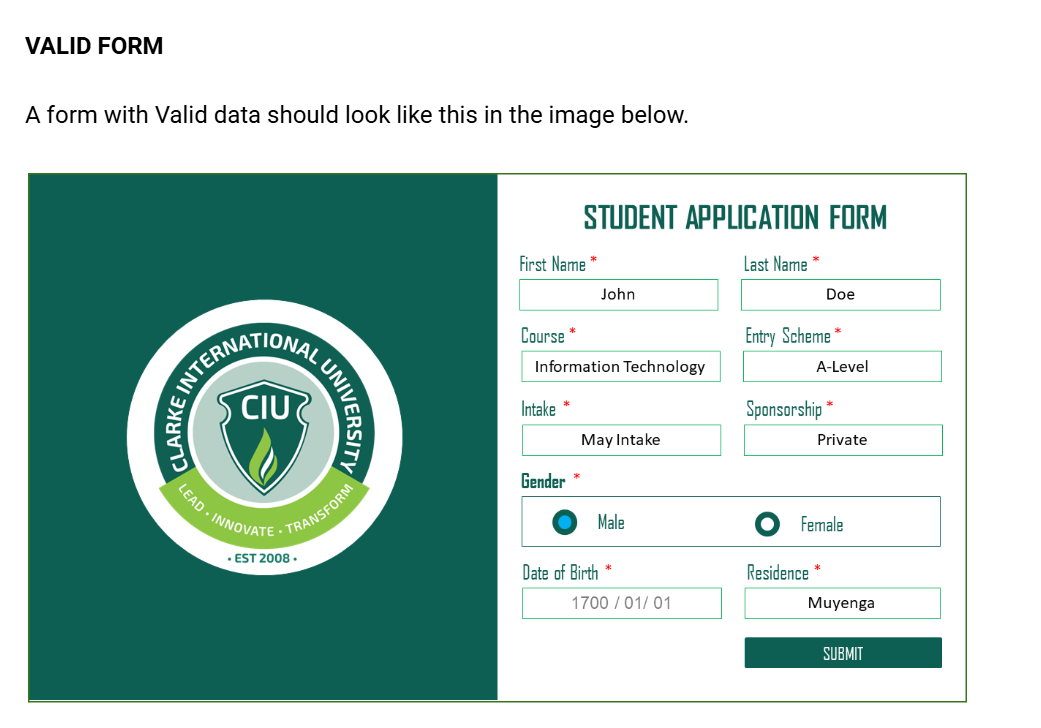 VALID FORM
A form with Valid data should look like this in the image below.
CLARKE INTERNATIONAL UNIVERSITY
CIU
LEAD • INNOVATE • TRANSFORM
• EST 2008 •
STUDENT APPLICATION FORM
First Name * Last Name *
John Doe
Course * Entry Scheme *
Information Technology A-Level
Intake * Sponsorship *
May Intake Private
Gender *
Male Female
Date of Birth * Residence *
1700 / 01/ 01 Muyenga
SUBMIT